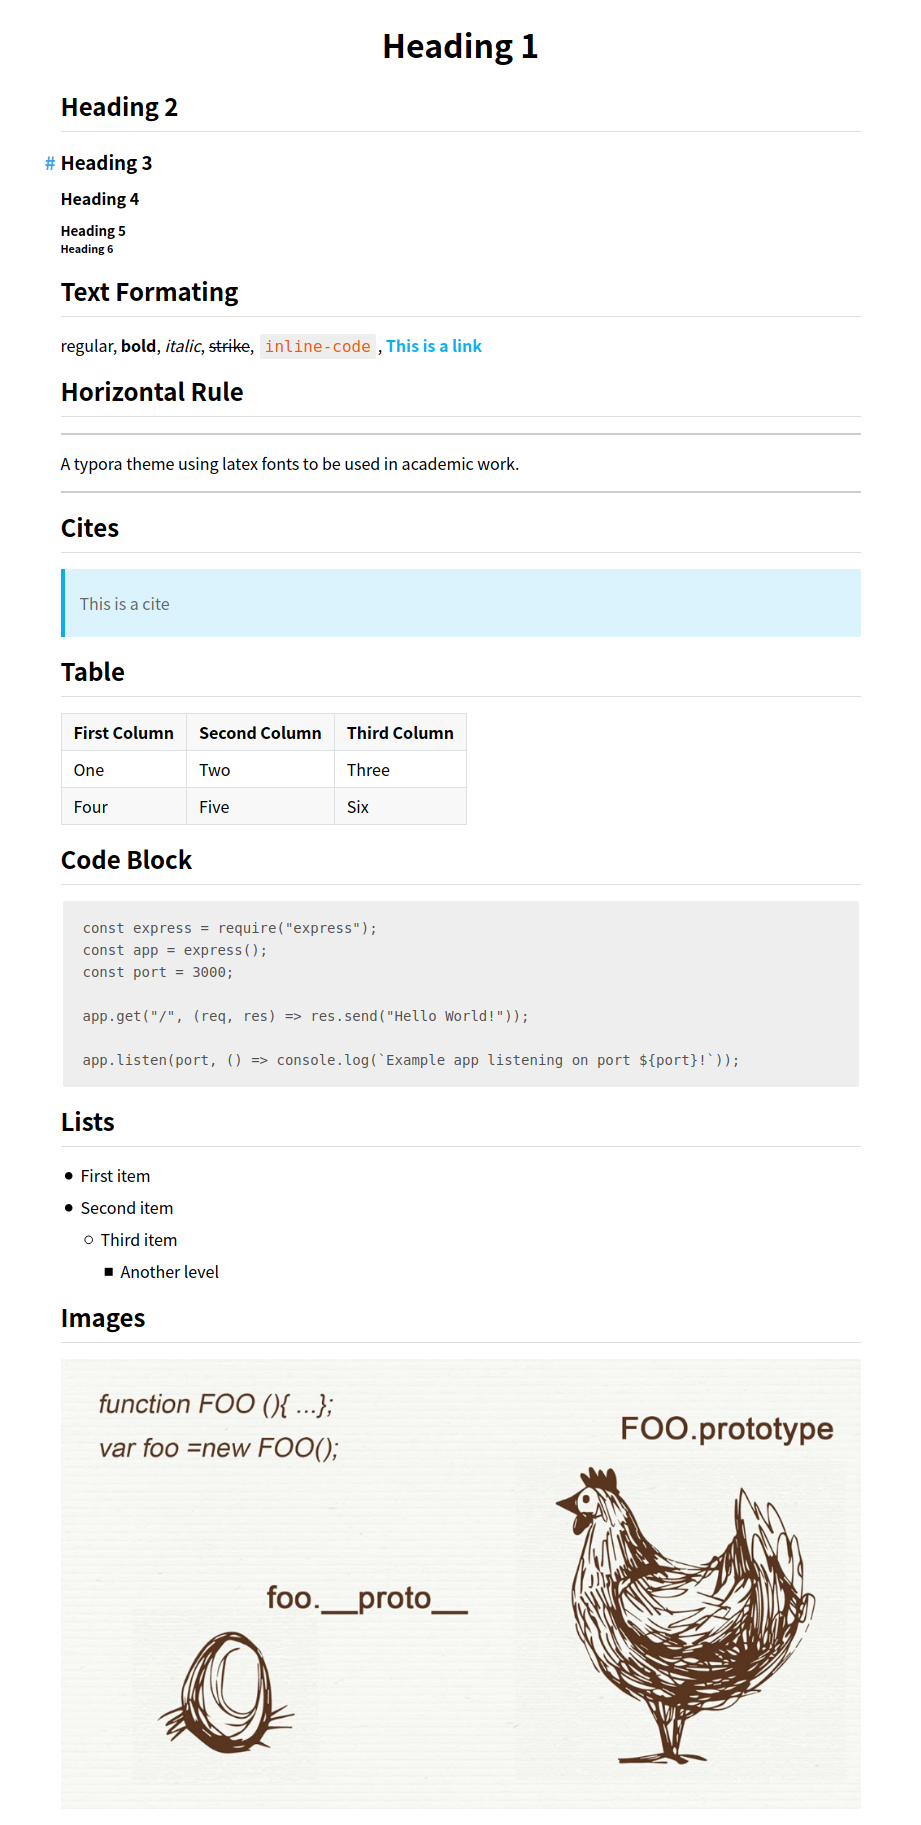 Heading 1
Heading 2
# Heading 3
Heading 4
Heading 5
Heading 6
Text Formating
regular, bold, italic, strike, inline-code , This is a link
Horizontal Rule
A typora theme using latex fonts to be used in academic work.
Cites
This is a cite
Table
First Column Second Column Third Column
One Two Three
Four Five Six
Code Block
const express = require("express");
const app = express();
const port = 3000;
app.get("/", (req, res) => res.send("Hello World!"));
app.listen(port, () => console.log(`Example app listening on port ${port}!`));
Lists
First item
Second item
Third item
Another level
Images
function FOO (){ ...};
var foo =new FOO();
FOO.prototype
foo.__proto__